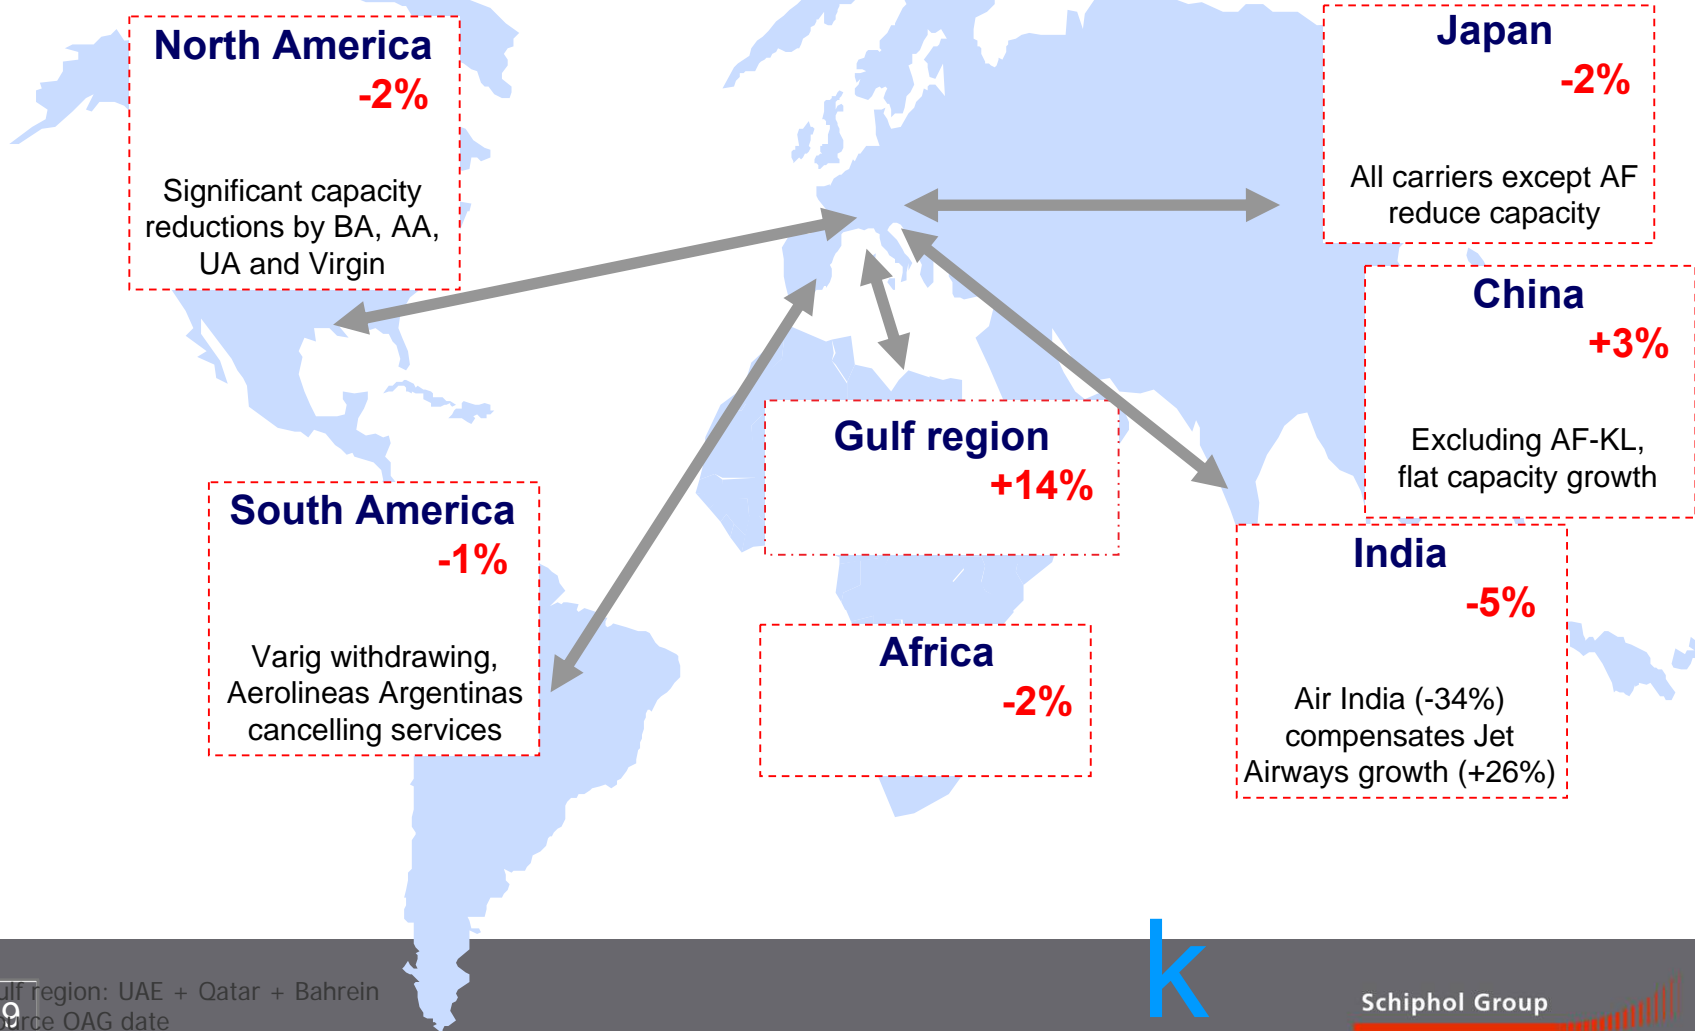 North America
-2%
Significant capacity
reductions by BA, AA,
UA and Virgin
Japan
-2%
All carriers except AF
reduce capacity
China
+3%
Excluding AF-KL,
flat capacity growth
Gulf region
+14%
South America
-1%
Varig withdrawing,
Aerolineas Argentinas
cancelling services
Africa
-2%
India
-5%
Air India (-34%)
compensates Jet
Airways growth (+26%)
k
region: UAE + Qatar + Bahrein
9
OAG date
Schiphol Group